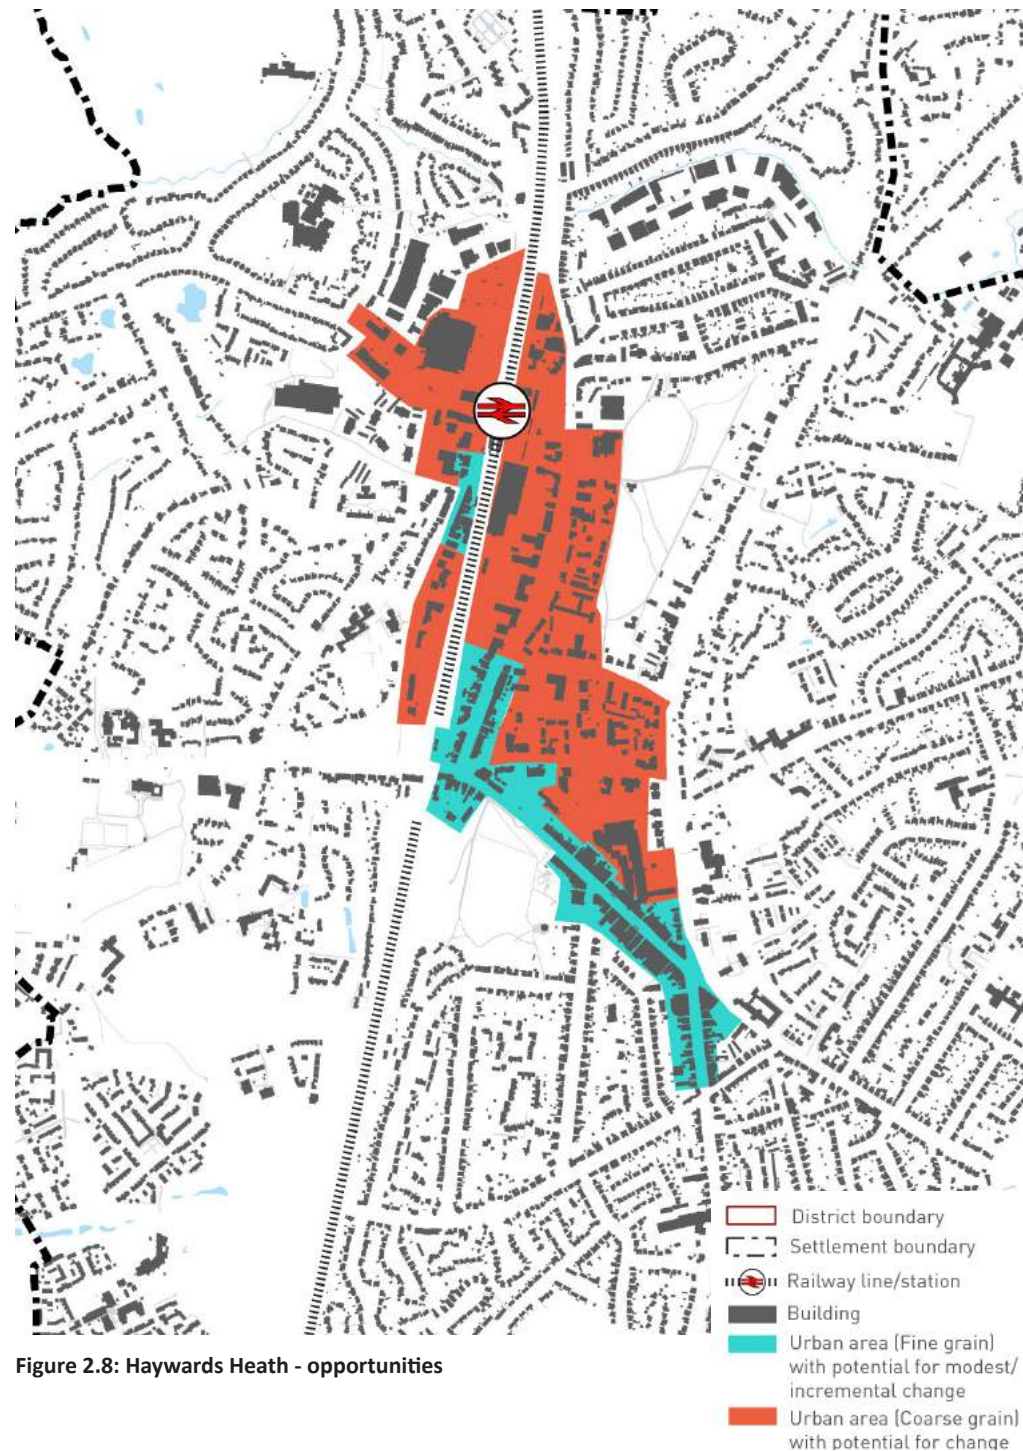 District boundary
Settlement boundary
Railway line/station
Building
Urban area (Fine grain)
with potential for modest/
incremental change
Urban area (Coarse grain)
with potential for change
Figure 2.8: Haywards Heath - opportunities